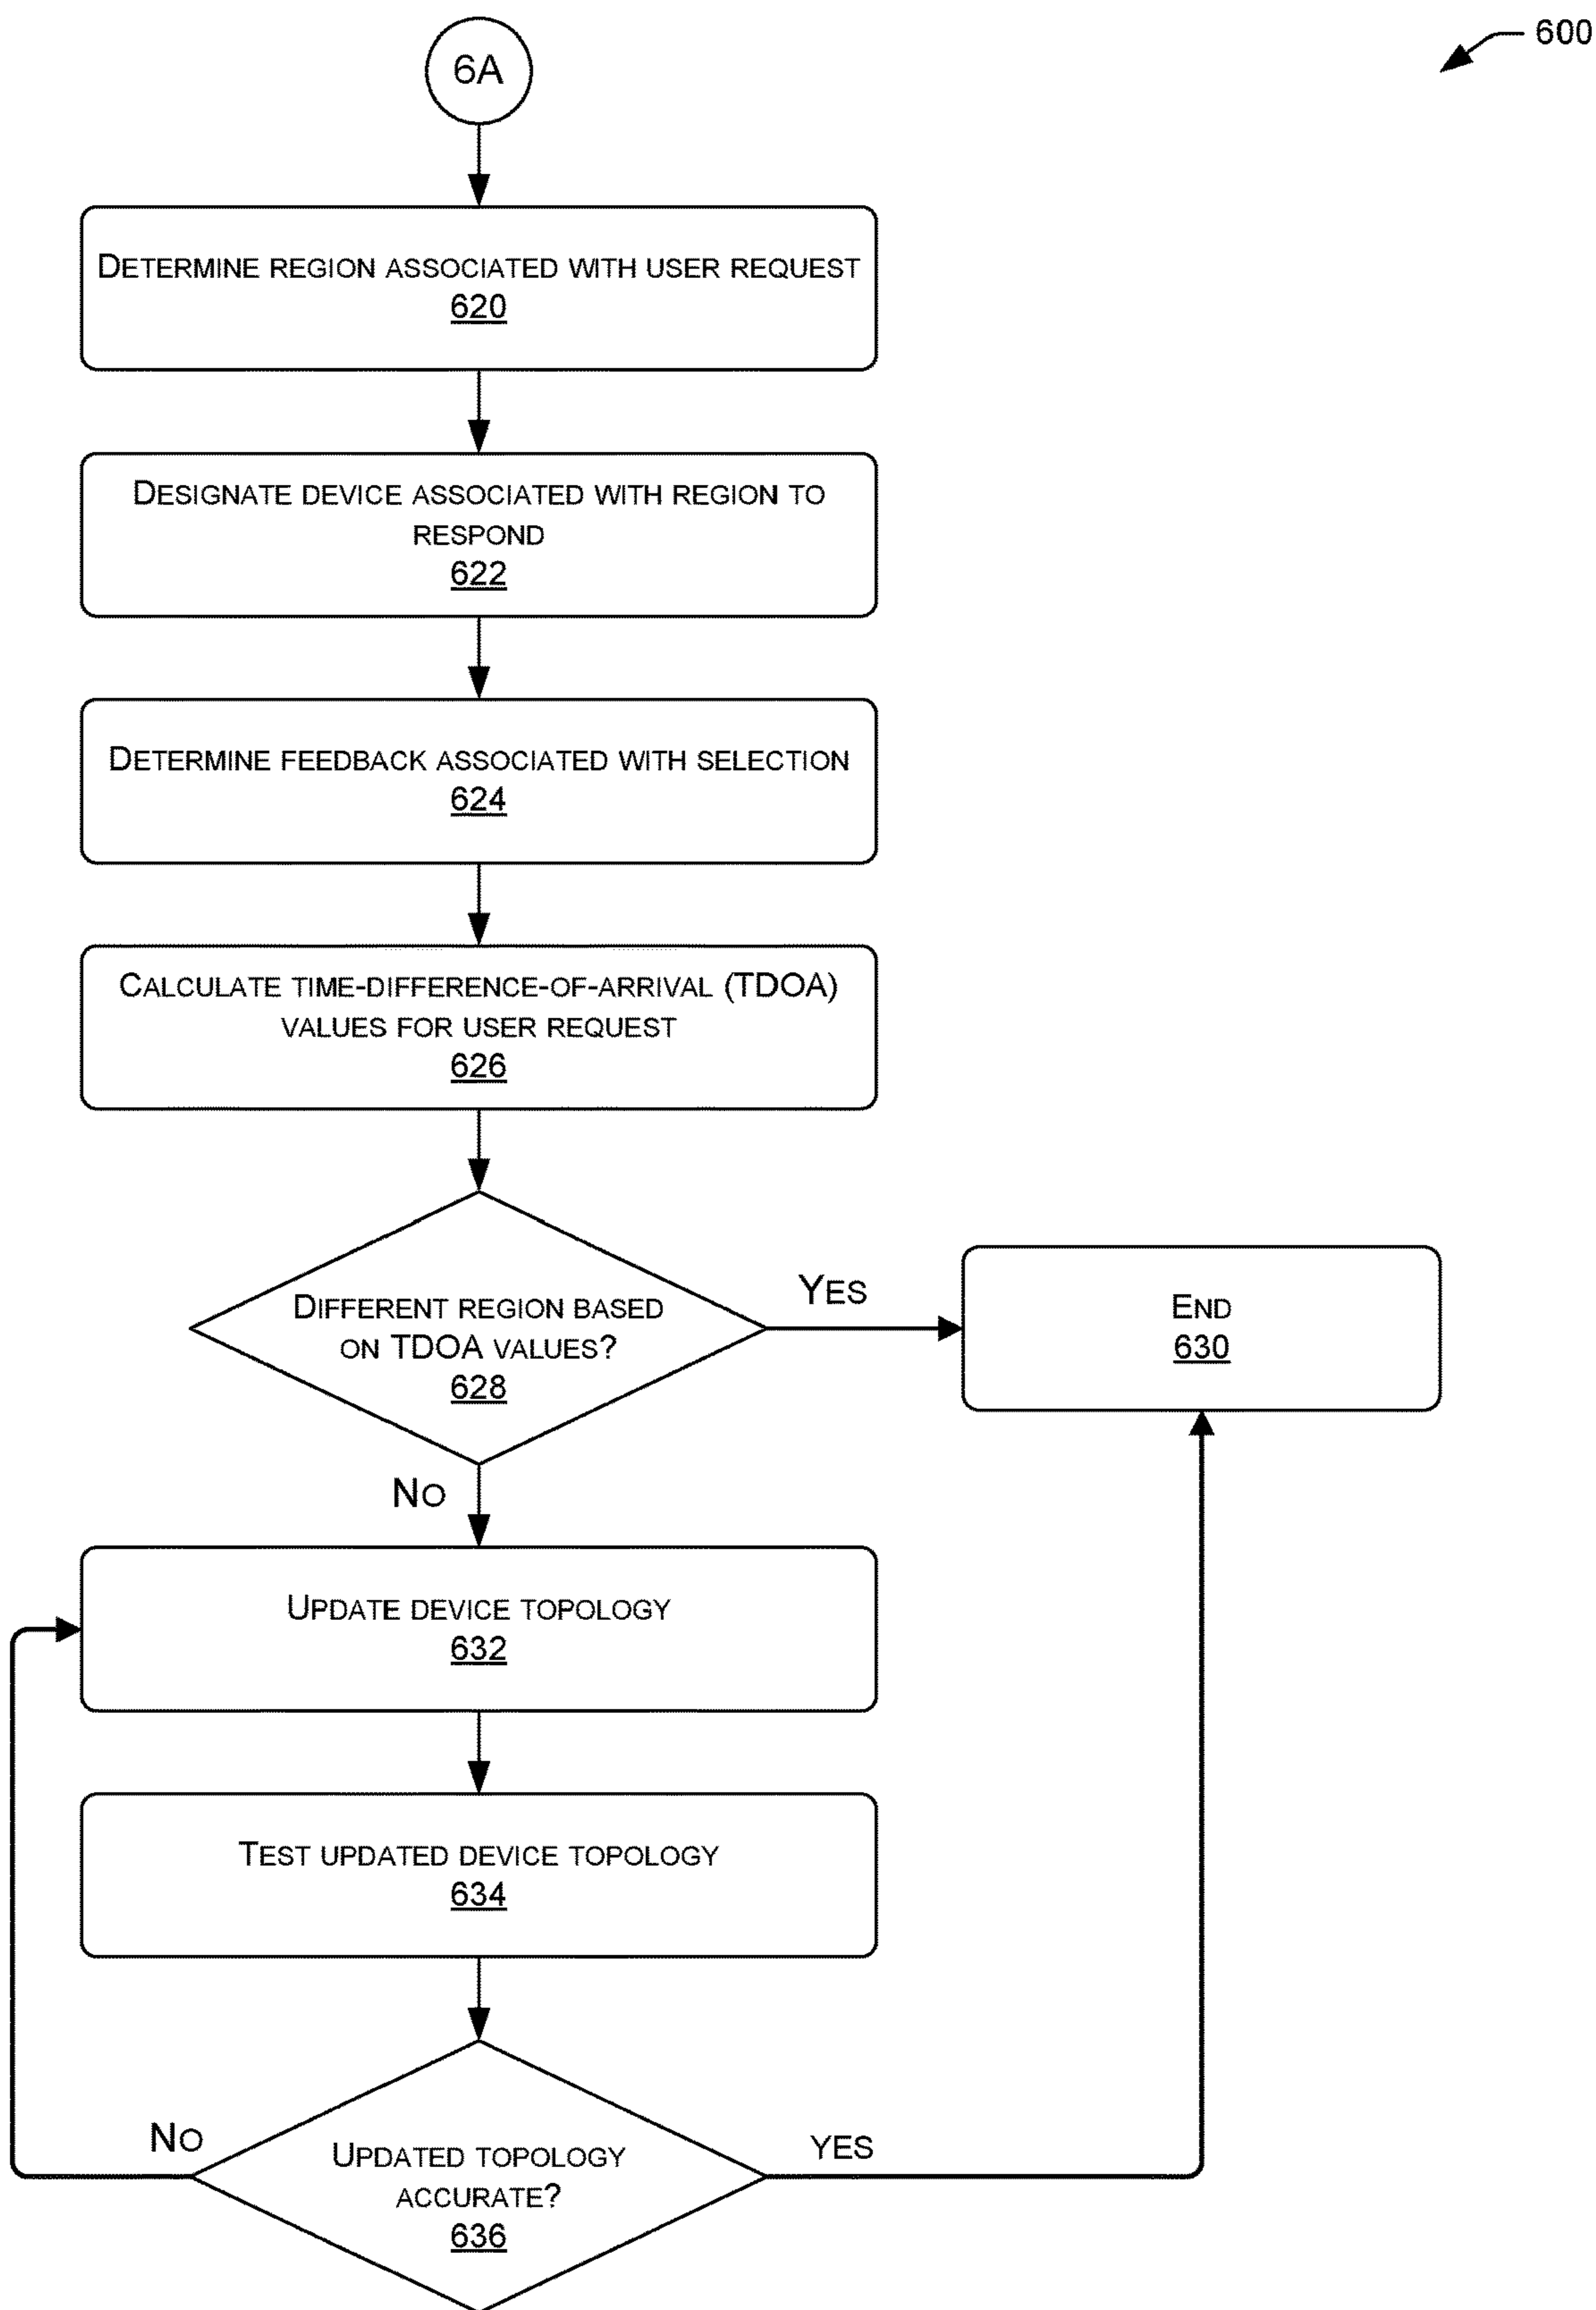 600
6A
DETERMINE REGION ASSOCIATED WITH USER REQUEST
620
DESIGNATE DEVICE ASSOCIATED WITH REGION TO
RESPOND
622
DETERMINE FEEDBACK ASSOCIATED WITH SELECTION
624
CALCULATE TIME-DIFFERENCE-OF-ARRIVAL (TDOA)
VALUES FOR USER REQUEST
626
DIFFERENT REGION BASED
ON TDOA VALUES?
628
YES
END
630
NO
UPDATE DEVICE TOPOLOGY
632
TEST UPDATED DEVICE TOPOLOGY
634
NO
UPDATED TOPOLOGY
ACCURATE?
636
YES